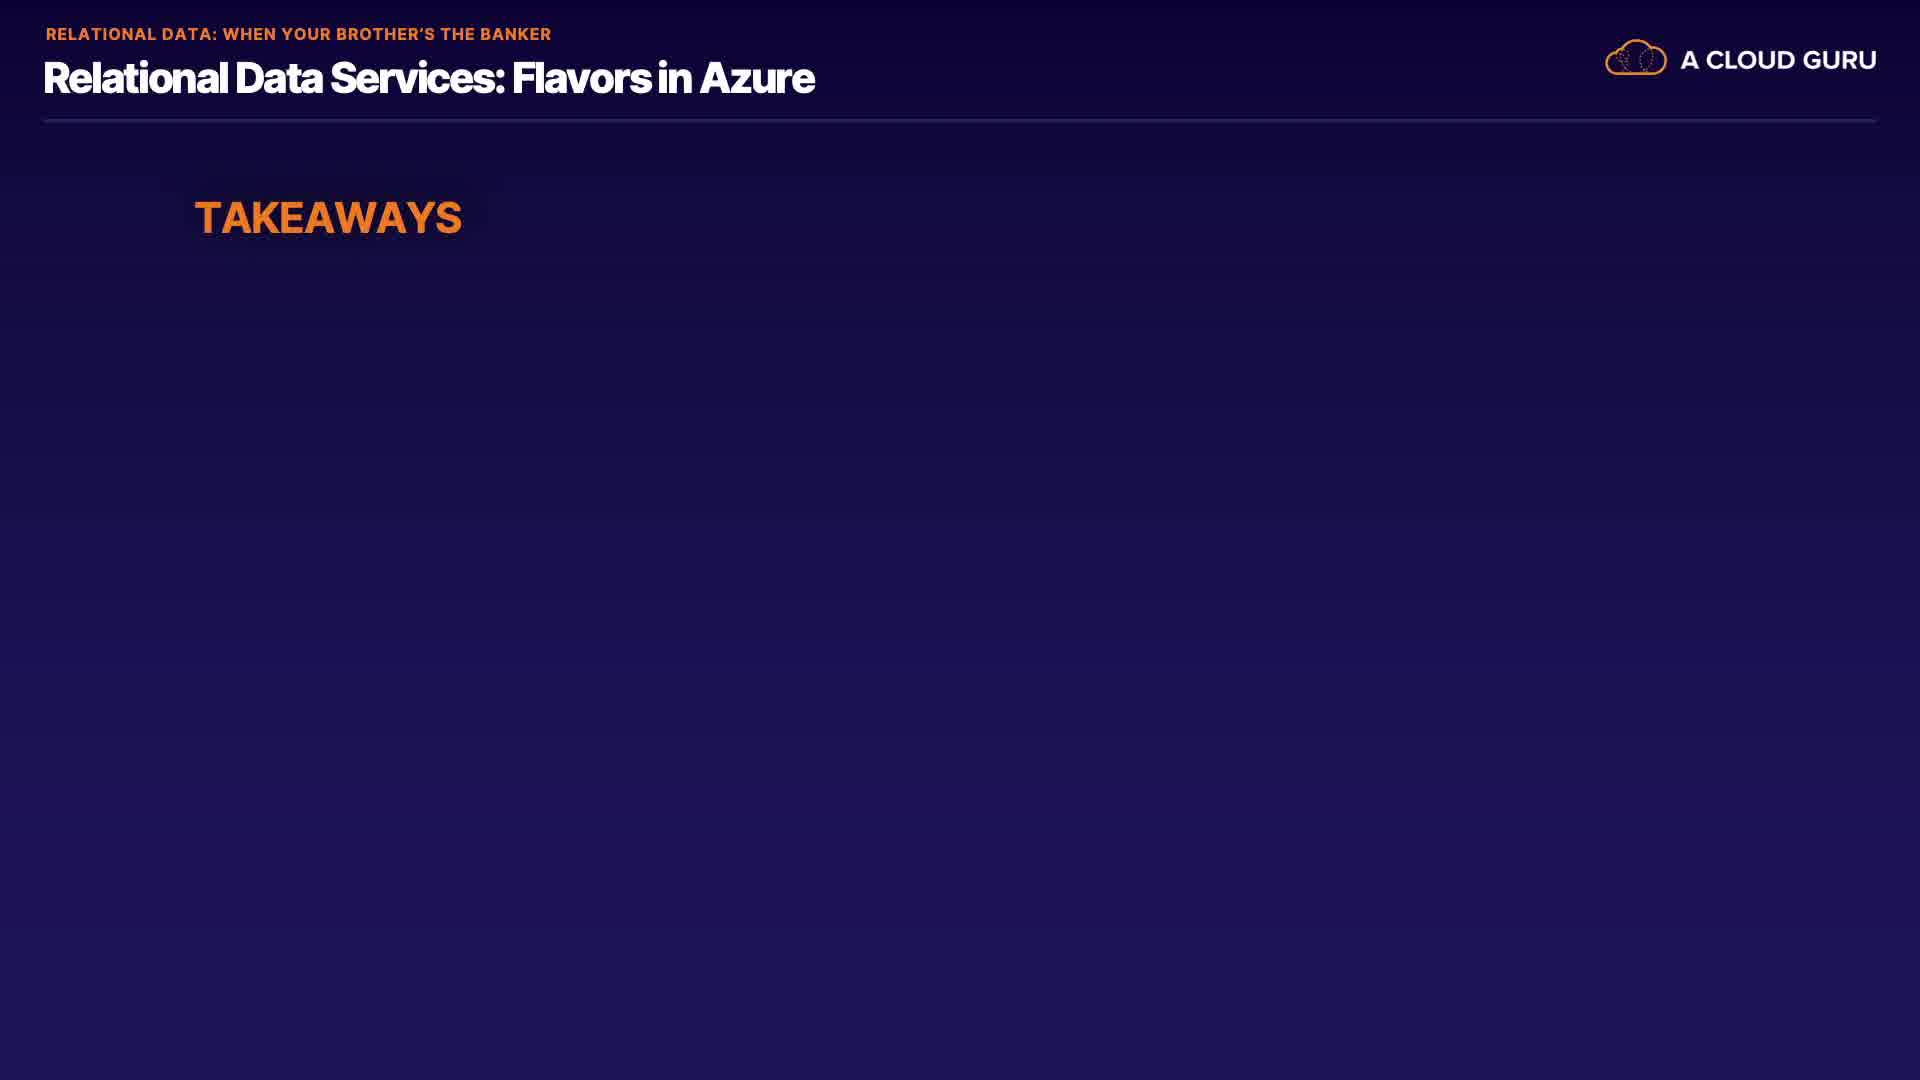 RELATIONAL DATA: WHEN YOUR BROTHER'S THE BANKER
Relational Data Services: Flavors in Azure
A CLOUD GURU
TAKEAWAYS